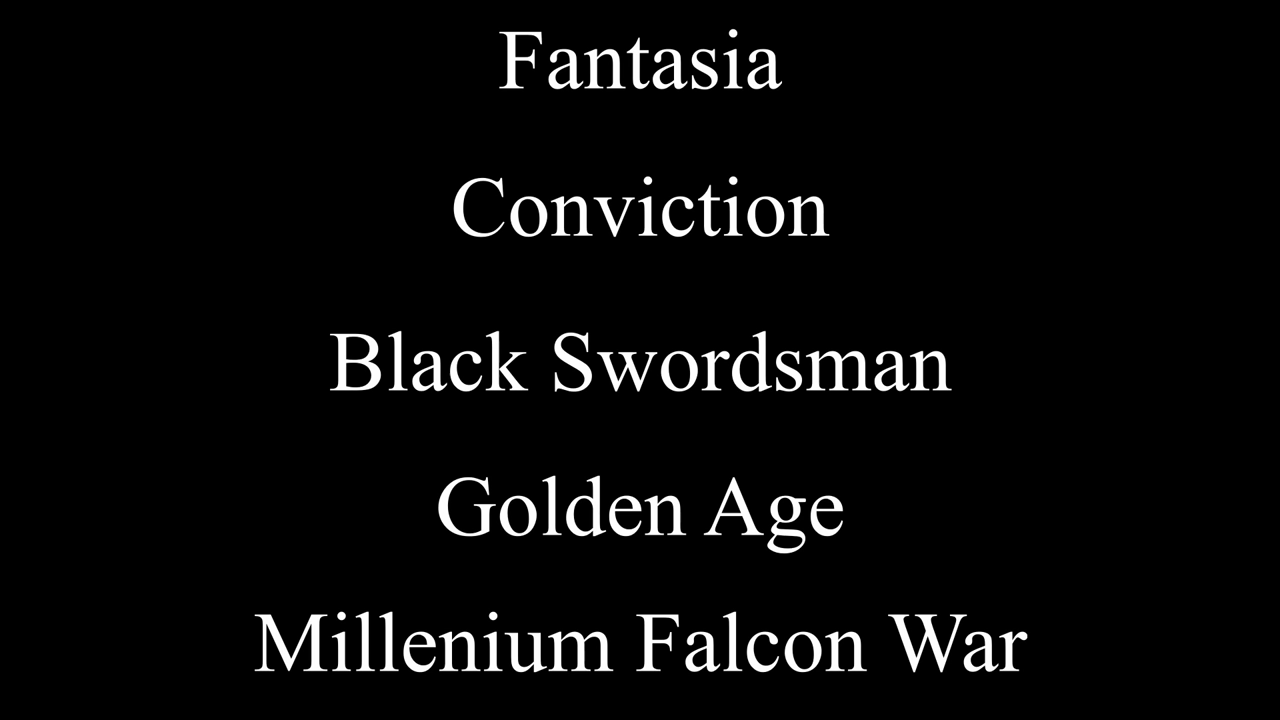 Fantasia
Conviction
Black Swordsman
Golden Age
Millenium Falcon War